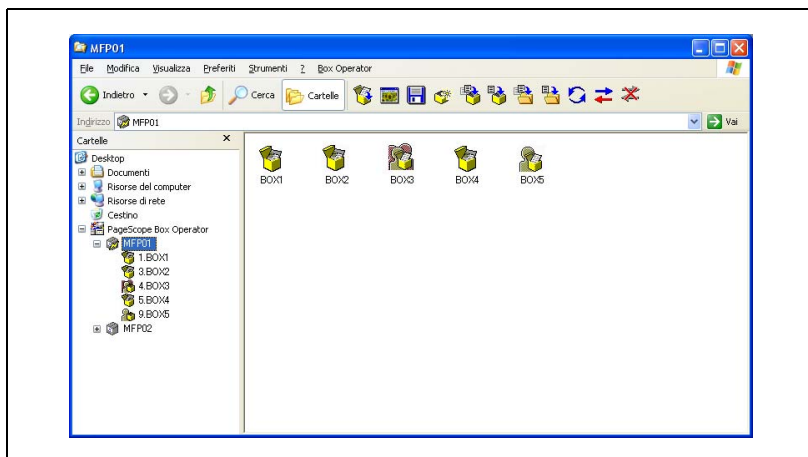 MFP01
File Modifica Visualizza Preferiti Strumenti ? Box Operator
Indietro Cerca Cartelle
Indirizzo MFP01 Vai
Cartelle
Desktop
Documenti
Risorse del computer
Risorse di rete
Cestino
PageScope Box Operator
MFP01
1.BOX1
3.BOX2
4.BOX3
5.BOX4
9.BOX5
MFP02
BOX1 BOX2 BOX3 BOX4 BOX5